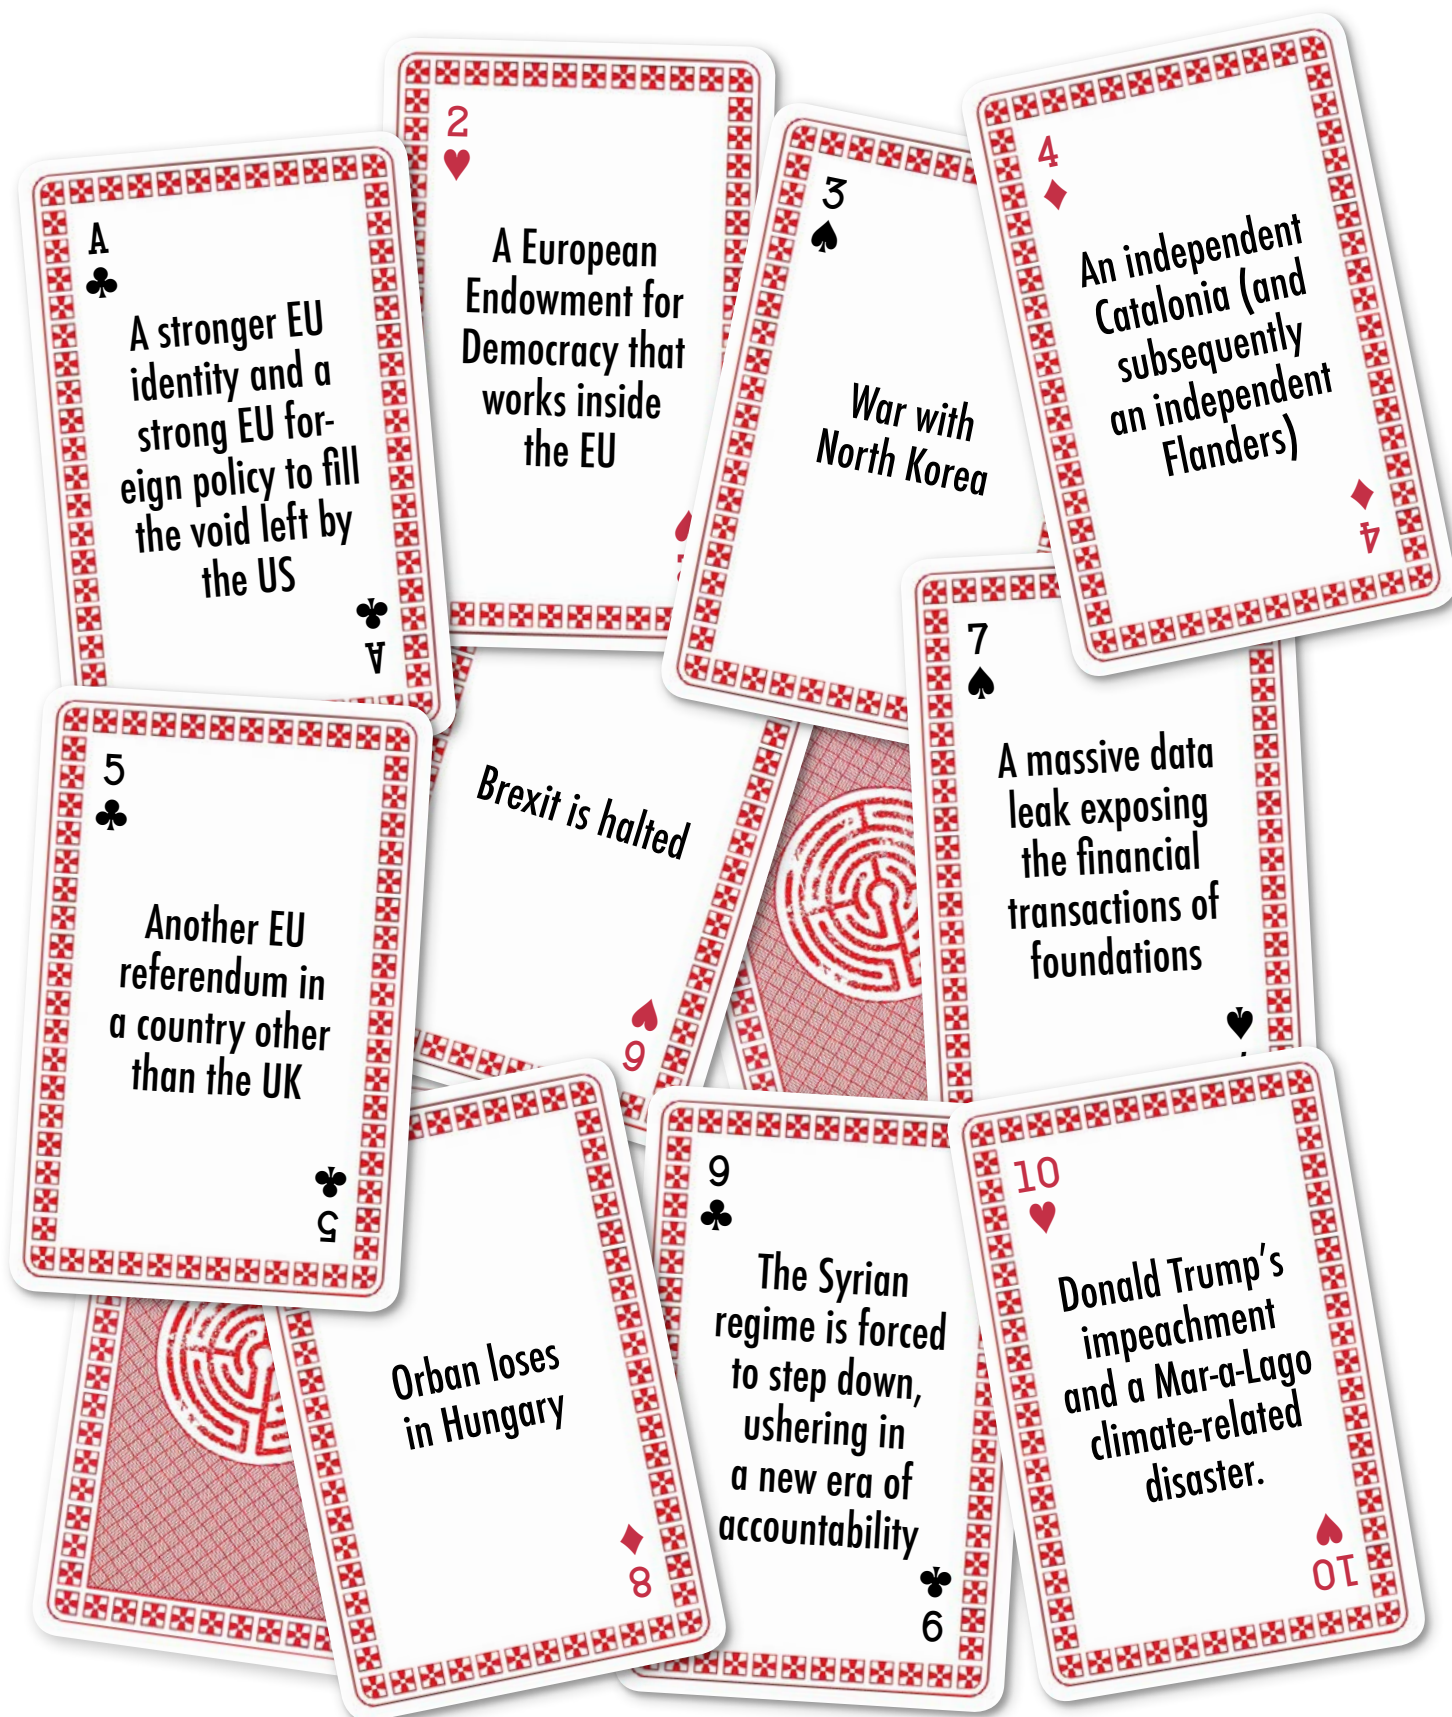 A
A stronger EU
identity and a
strong EU for-
eign policy to fill
the void left by
the US
A
2
A European
Endowment for
Democracy that
works inside
the EU
3
War with
North Korea
4
An independent
Catalonia (and
subsequently
an independent
Flanders)
4
5
Another EU
referendum in
a country other
than the UK
5
Brexit is halted
6
7
A massive data
leak exposing
the financial
transactions of
foundations
Orban loses
in Hungary
8
9
The Syrian
regime is forced
to step down,
ushering in
a new era of
accountability
9
10
Donald Trump's
impeachment
and a Mar-a-Lago
climate-related
disaster.
10